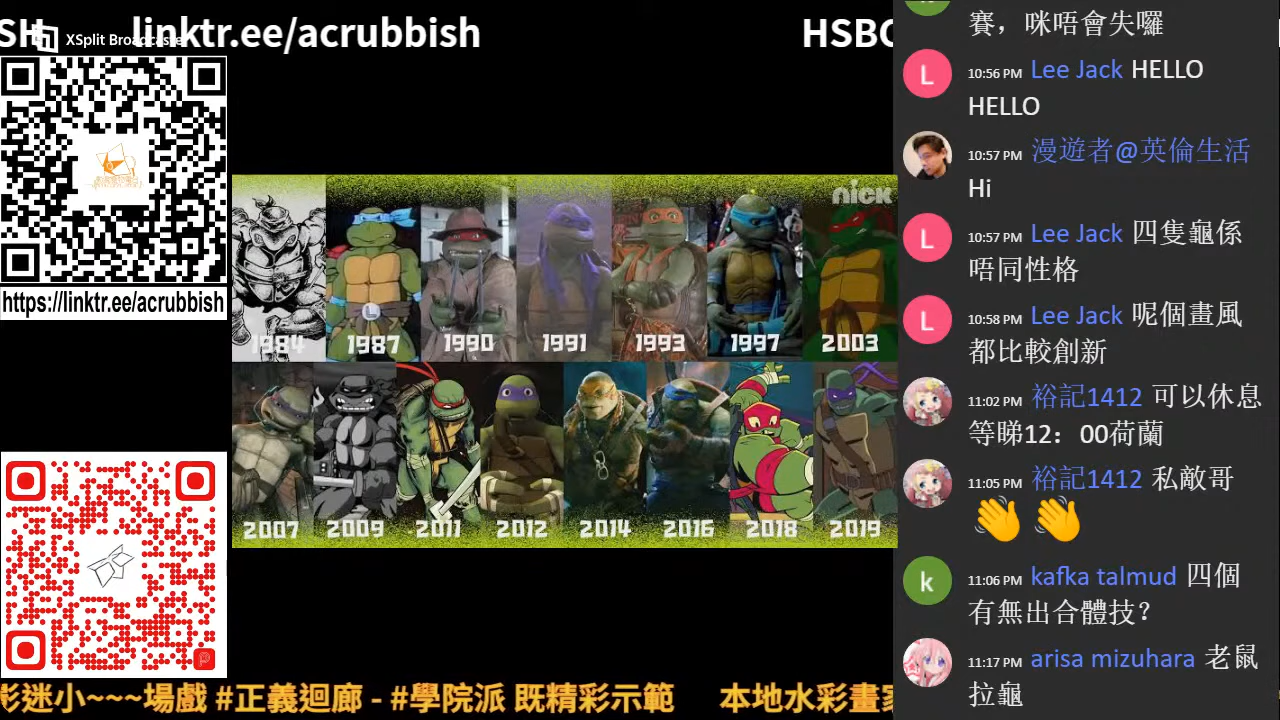 linktr.ee/acrubbish
HSBC
XSplit Broadcaster
https://linktr.ee/acrubbish
nick
1984
1987
1990
1991
1993
1997
2003
2007
2009
2011
2012
2014
2016
2018
2019
賽，咪唔會失囉
L
10:56 PM Lee Jack HELLO
HELLO
10:57 PM 漫遊者@英倫生活
Hi
L
10:57 PM Lee Jack 四隻龜係
唔同性格
L
10:58 PM Lee Jack 呢個畫風
都比較創新
11:02 PM 裕記1412 可以休息
等睇12：00荷蘭
11:05 PM 裕記1412 私敵哥
👋 👋
k
11:06 PM kafka talmud 四個
有無出合體技？
11:17 PM arisa mizuhara 老鼠
拉龜
影迷小~~~場戲 #正義迴廊 - #學院派 既精彩示範 本地水彩畫家